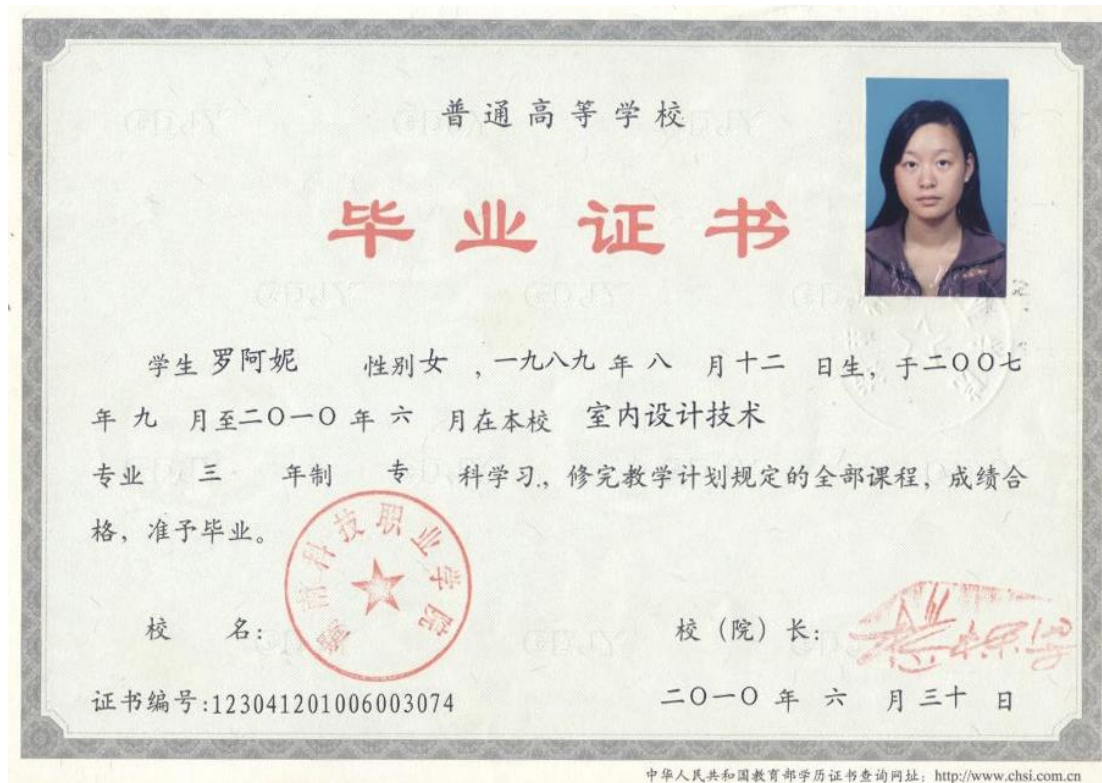 普通高等学校
毕业证书
学生 罗阿妮 性别 女 ,一九八九 年 八 月 十二 日生, 于二〇〇七
年 九 月至二〇一〇 年 六 月在本校 室内设计技术
专业 三 年制 专 科学习, 修完教学计划规定的全部课程, 成绩合
格, 准予毕业。
科技职业学院
校 名:
校(院)长:
证书编号:123041201006003074
二〇一〇 年 六 月 三十 日
中华人民共和国教育部学历证书查询网址: http://www.chsi.com.cn